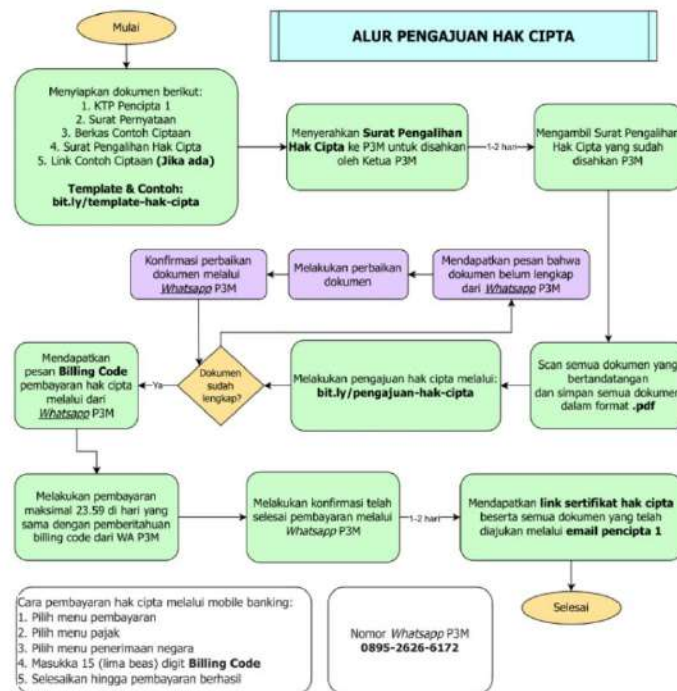 Mulai
ALUR PENGAJUAN HAK CIPTA
Menyiapkan dokumen berikut:
1. KTP Pencipta 1
2. Surat Pernyataan
3. Berkas Contoh Ciptaan
4. Surat Pengalihan Hak Cipta
5. Link Contoh Ciptaan (Jika ada)
Template & Contoh:
bit.ly/template-hak-cipta
Menyerahkan Surat Pengalihan
Hak Cipta ke P3M untuk disahkan
oleh Ketua P3M
1-2 hari
Mengambil Surat Pengalihan
Hak Cipta yang sudah
disahkan P3M
Konfirmasi perbaikan
dokumen melalui
Whatsapp P3M
Melakukan perbaikan
dokumen
Mendapatkan pesan bahwa
dokumen belum lengkap
dari Whatsapp P3M
Mendapatkan
pesan Billing Code
pembayaran hak cipta
melalui dari
Whatsapp P3M
Ya
Dokumen
sudah
lengkap?
Melakukan pengajuan hak cipta melalui:
bit.ly/pengajuan-hak-cipta
Scan semua dokumen yang
bertandatangan
dan simpan semua dokumen
dalam format .pdf
Melakukan pembayaran
maksimal 23.59 di hari yang
sama dengan pemberitahuan
billing code dari WA P3M
Melakukan konfirmasi telah
selesai pembayaran melalui
Whatsapp P3M
1-2 hari
Mendapatkan link sertifikat hak cipta
beserta semua dokumen yang telah
diajukan melalui email pencipta 1
Selesai
Cara pembayaran hak cipta melalui mobile banking:
1. Pilih menu pembayaran
2. Pilih menu pajak
3. Pilih menu penerimaan negara
4. Masukka 15 (lima beas) digit Billing Code
5. Selesaikan hingga pembayaran berhasil
Nomor Whatsapp P3M
0895-2626-6172